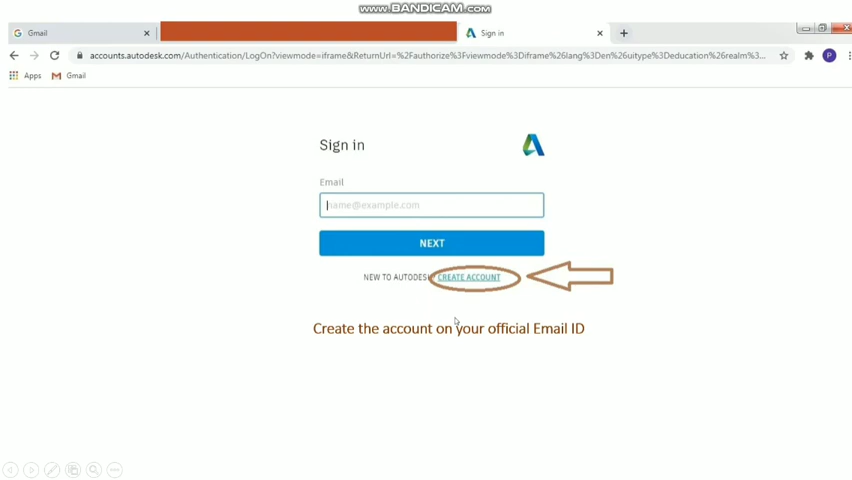 WWW.BANDICAM.COM
Gmail
Sign in
accounts.autodesk.com/Authentication/LogOn?viewmode=iframe&ReturnUrl=%2Fauthorize%3Fviewmode%3Diframe%26lang%3Den%26uitype%3Deducation%26realm%3...
P
Apps
Gmail
Sign in
Email
name@example.com
NEXT
NEW TO AUTODESK CREATE ACCOUNT
Create the account on your official Email ID